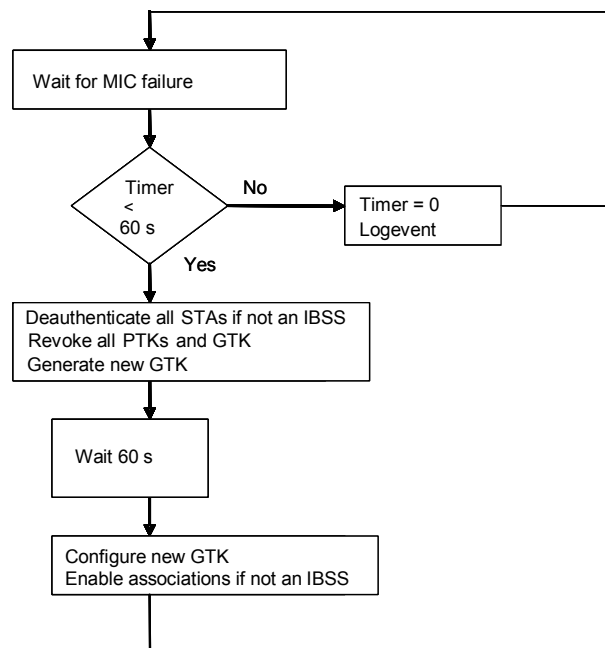 Wait for MIC failure
Timer
<
60 s
No
Timer = 0
Logevent
Yes
Deauthenticate all STAs if not an IBSS
Revoke all PTKs and GTK
Generate new GTK
Wait 60 s
Configure new GTK
Enable associations if not an IBSS